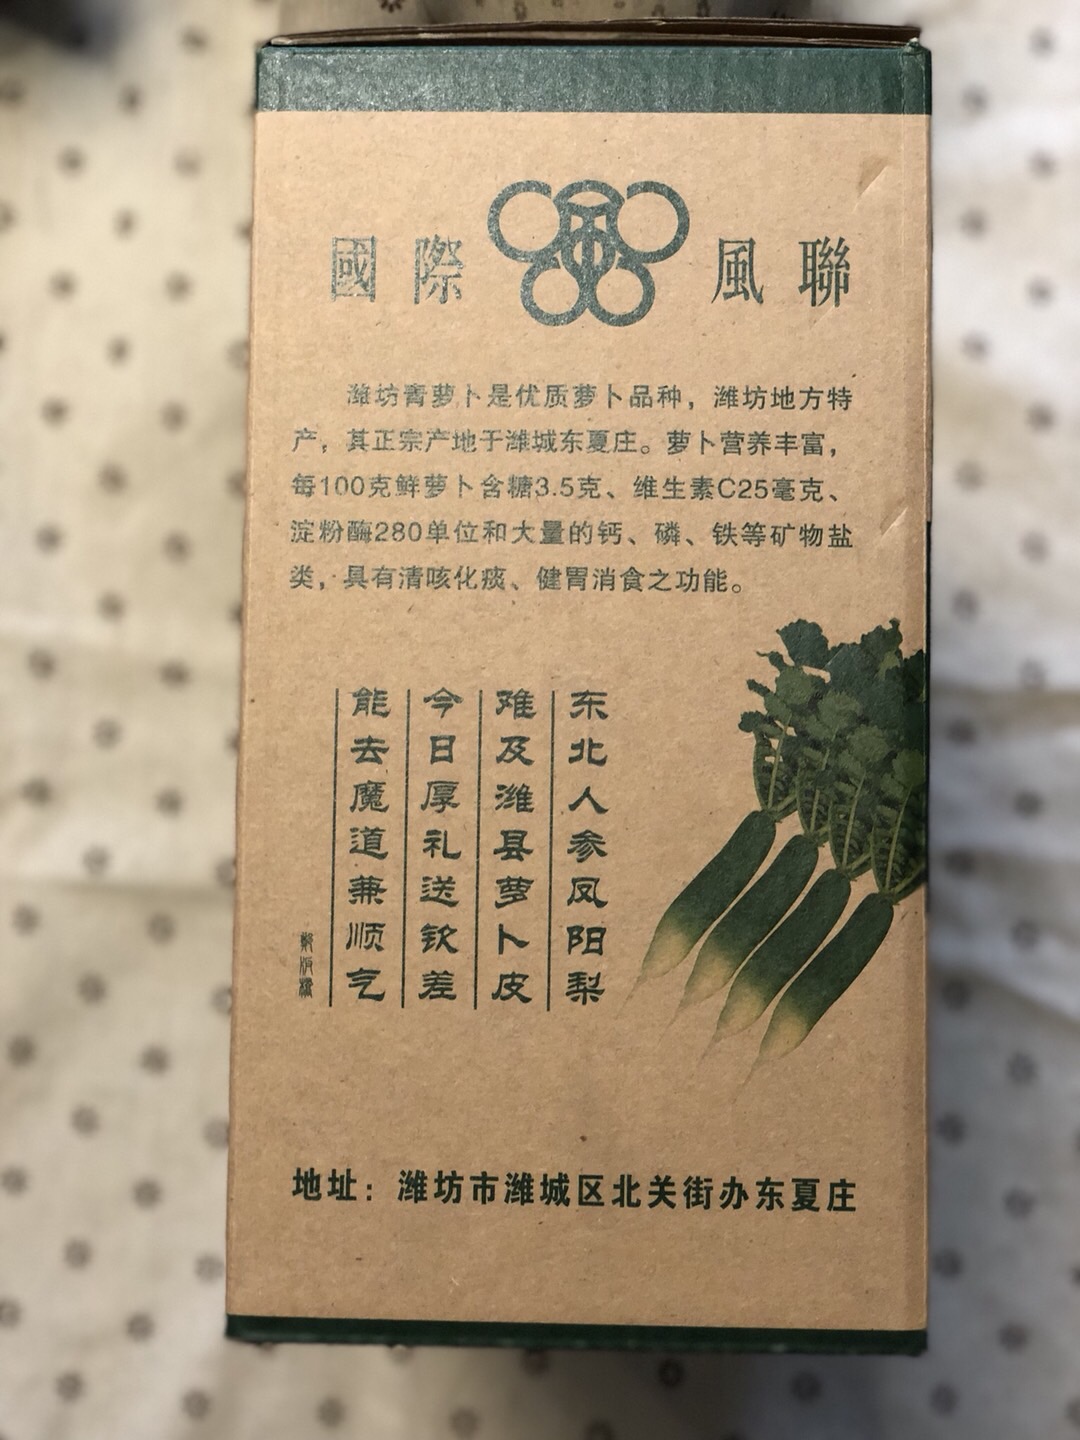 國際 風聯
潍坊青萝卜是优质萝卜品种，潍坊地方特
产，其正宗产地于潍城东夏庄。萝卜营养丰富，
每100克鲜萝卜含糖3.5克、维生素C25毫克、
淀粉酶280单位和大量的钙、磷、铁等矿物盐
类，具有清咳化痰、健胃消食之功能。
东北人参凤阳梨
难及潍县萝卜皮
今日厚礼送钦差
能去魔道兼顺气
郑板桥
地址：潍坊市潍城区北关街办东夏庄